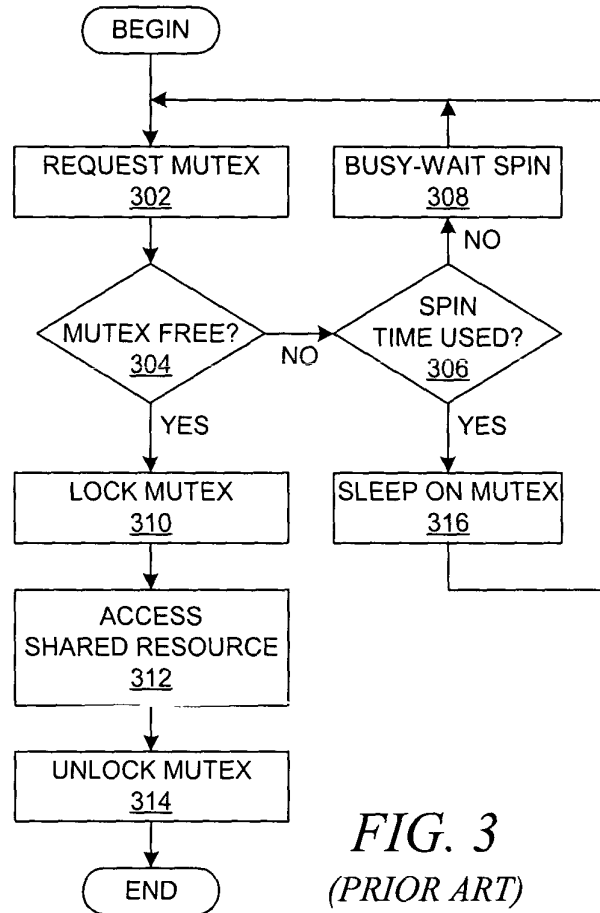 BEGIN
REQUEST MUTEX
302
BUSY-WAIT SPIN
308
NO
MUTEX FREE?
304
NO
SPIN
TIME USED?
306
YES
YES
LOCK MUTEX
310
SLEEP ON MUTEX
316
ACCESS
SHARED RESOURCE
312
UNLOCK MUTEX
314
END
FIG. 3
(PRIOR ART)